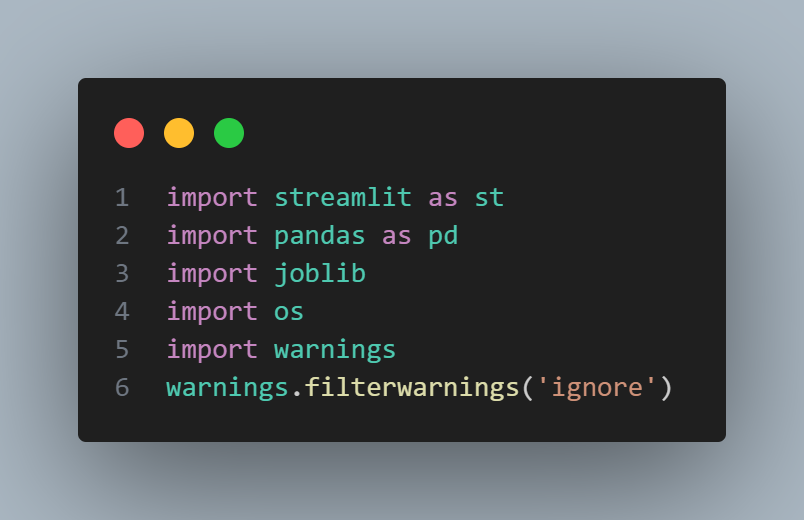 1 import streamlit as st
2 import pandas as pd
3 import joblib
4 import os
5 import warnings
6 warnings.filterwarnings('ignore')